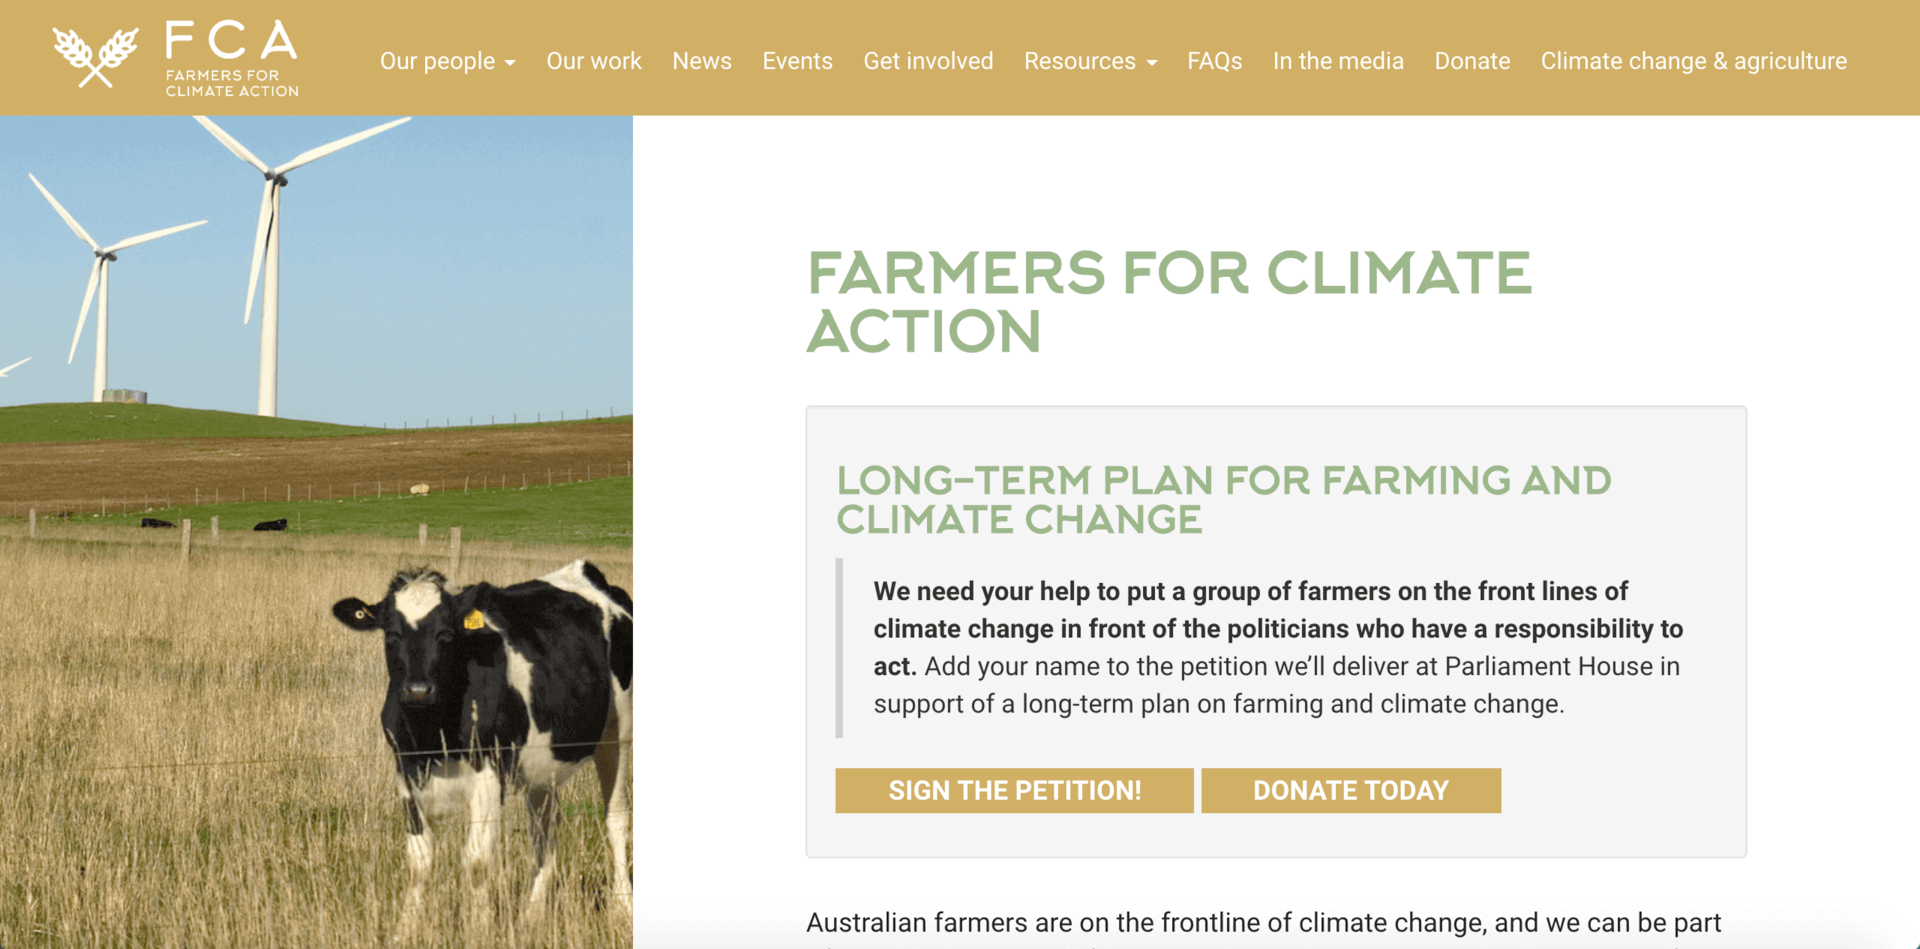 FCA
FARMERS FOR
CLIMATE ACTION
Our people Our work News Events Get involved Resources FAQs In the media Donate Climate change & agriculture
FARMERS FOR CLIMATE
ACTION
LONG-TERM PLAN FOR FARMING AND
CLIMATE CHANGE
We need your help to put a group of farmers on the front lines of
climate change in front of the politicians who have a responsibility to
act. Add your name to the petition we’ll deliver at Parliament House in
support of a long-term plan on farming and climate change.
SIGN THE PETITION! DONATE TODAY
Australian farmers are on the frontline of climate change, and we can be part